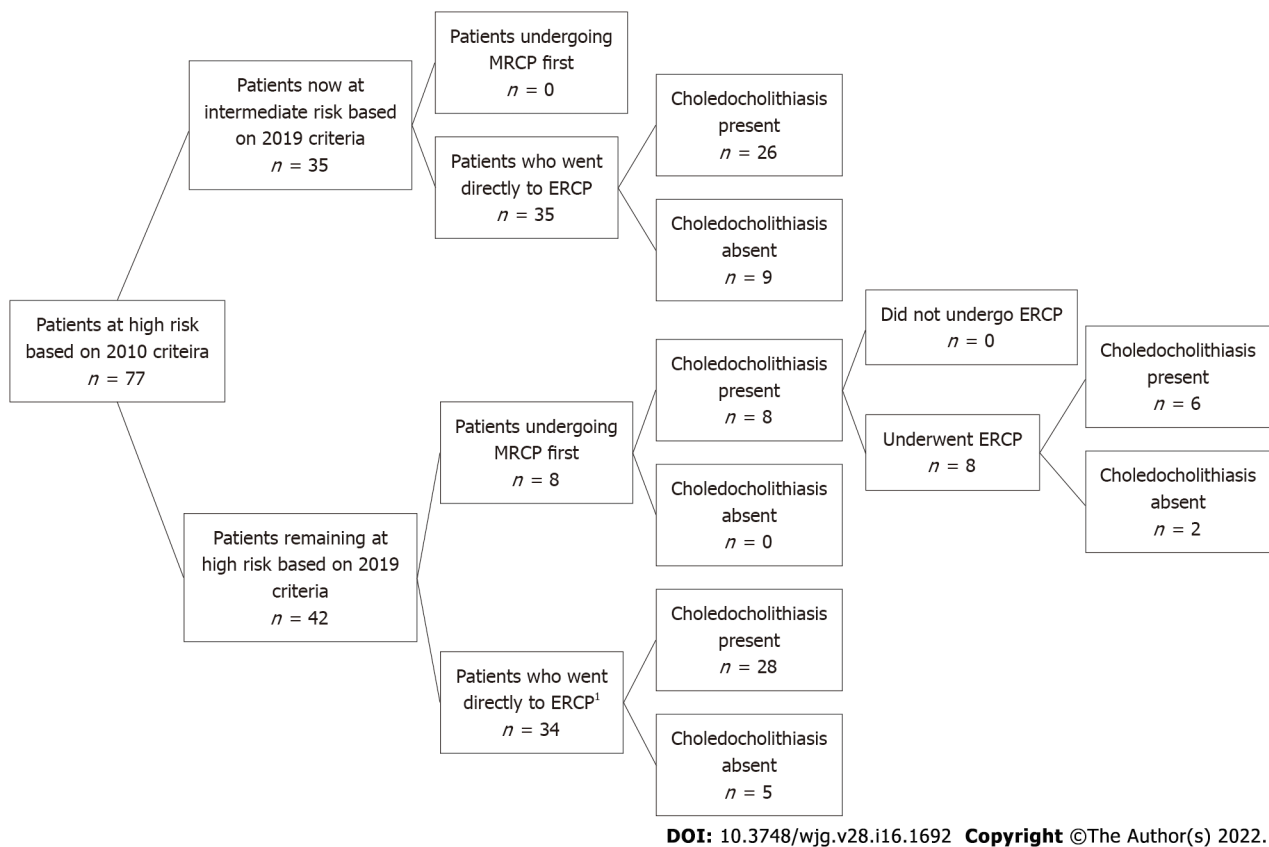 Patients undergoing
MRCP first
n = 0
Patients now at
intermediate risk based
on 2019 criteria
n = 35
Choledocholithiasis
present
n = 26
Patients who went
directly to ERCP
n = 35
Choledocholithiasis
absent
n = 9
Patients at high risk
based on 2010 criteira
n = 77
Did not undergo ERCP
n = 0
Choledocholithiasis
present
n = 8
Choledocholithiasis
present
n = 6
Patients undergoing
MRCP first
n = 8
Underwent ERCP
n = 8
Choledocholithiasis
absent
n = 0
Choledocholithiasis
absent
n = 2
Patients remaining at
high risk based on 2019
criteria
n = 42
Choledocholithiasis
present
n = 28
Patients who went
directly to ERCP¹
n = 34
Choledocholithiasis
absent
n = 5
DOI: 10.3748/wjg.v28.i16.1692 Copyright ©The Author(s) 2022.